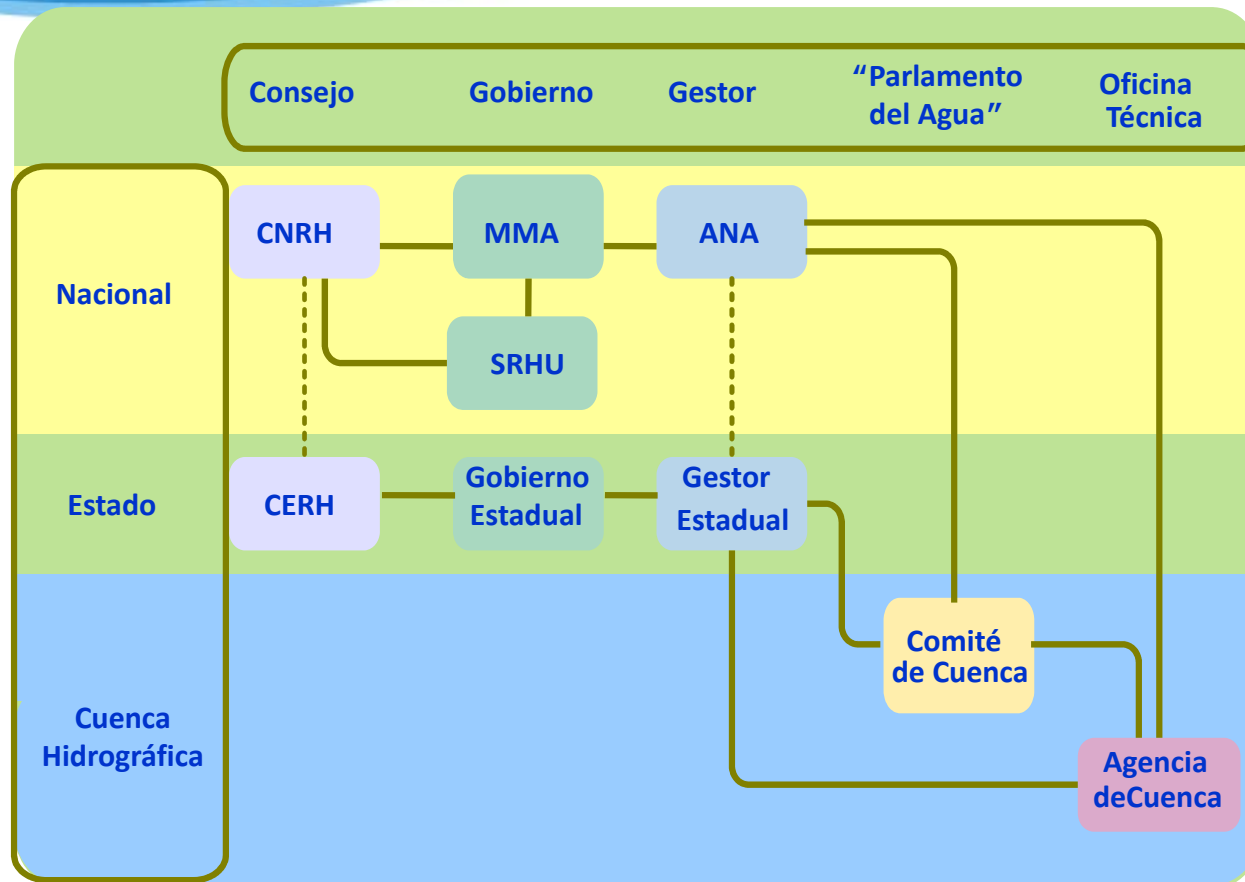 Consejo
Gobierno
Gestor
“Parlamento
del Agua”
Oficina
Técnica
Nacional
CNRH
MMA
ANA
SRHU
Estado
CERH
Gobierno
Estadual
Gestor
Estadual
Cuenca
Hidrográfica
Comité
de Cuenca
Agencia
deCuenca